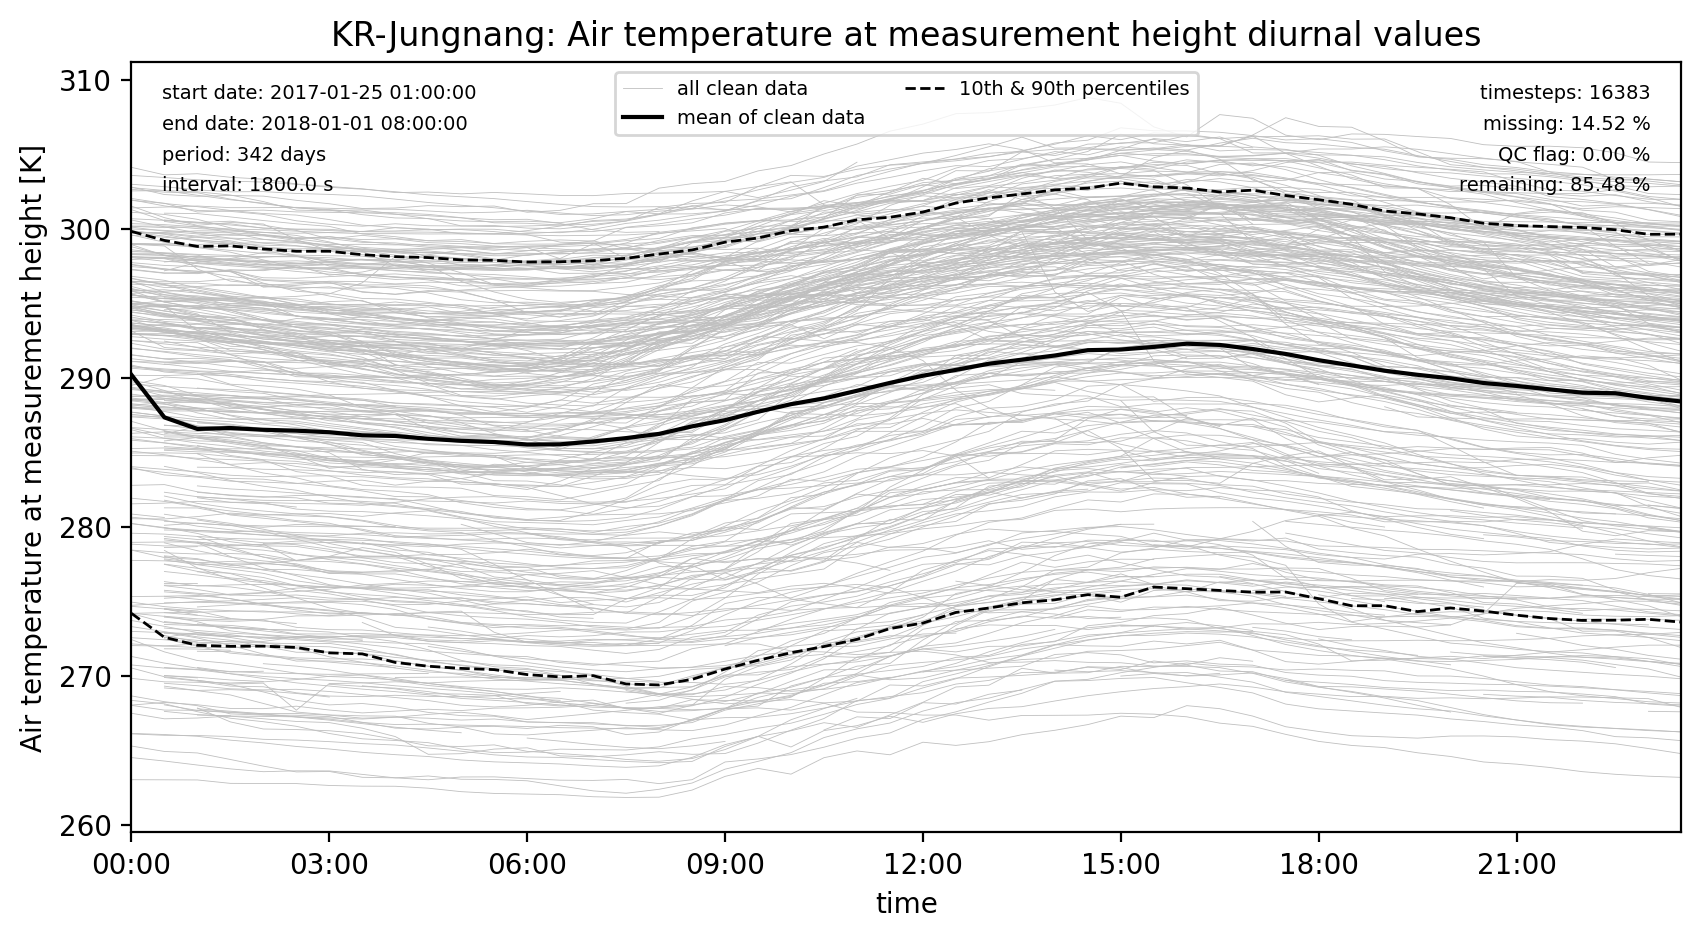 KR-Jungnang: Air temperature at measurement height diurnal values
start date: 2017-01-25 01:00:00
end date: 2018-01-01 08:00:00
period: 342 days
interval: 1800.0 s
all clean data
mean of clean data
10th & 90th percentiles
timesteps: 16383
missing: 14.52 %
QC flag: 0.00 %
remaining: 85.48 %
Air temperature at measurement height [K]
310
300
290
280
270
260
00:00 03:00 06:00 09:00 12:00 15:00 18:00 21:00
time